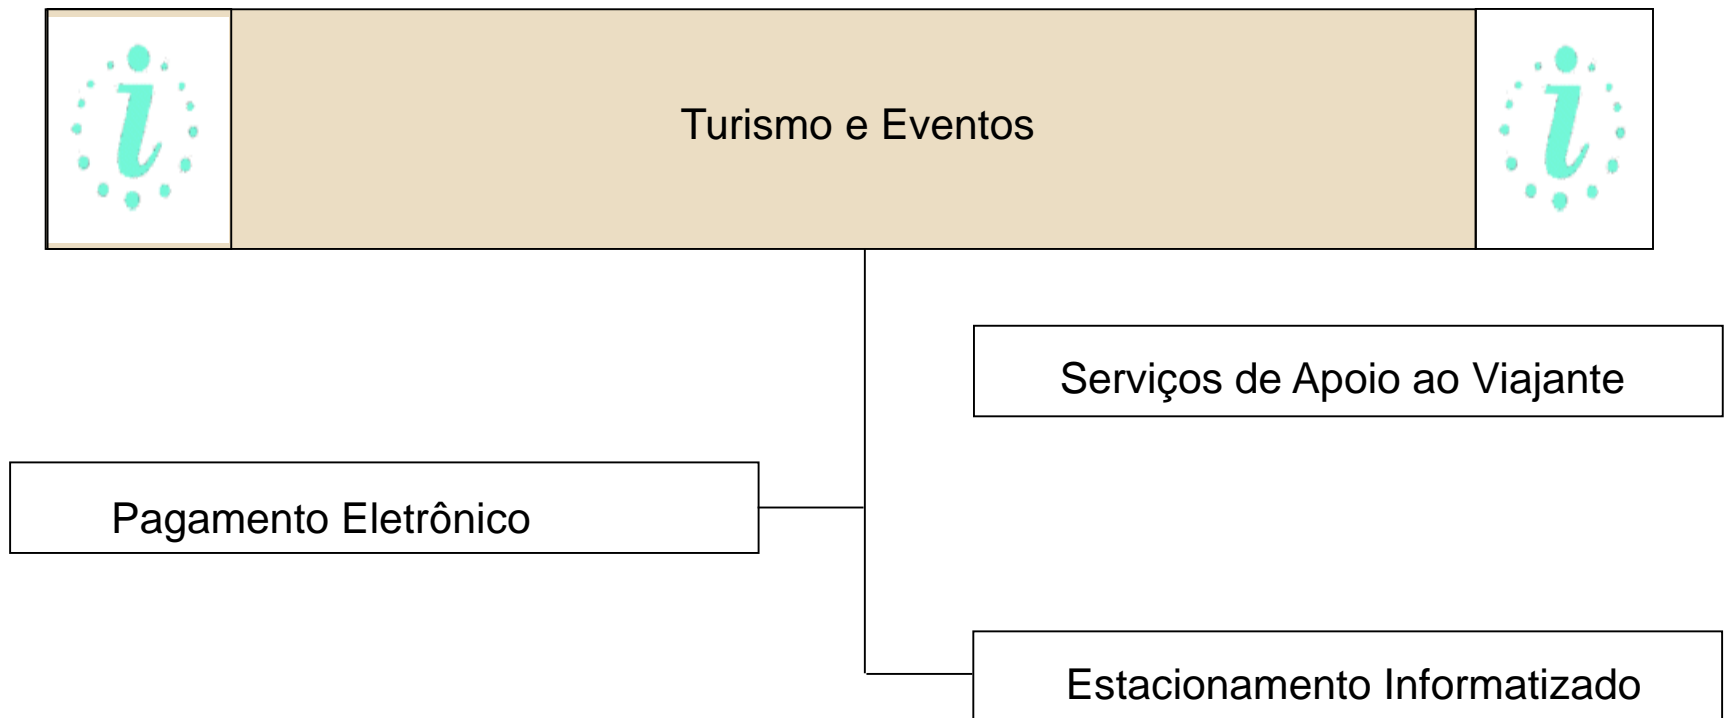 Turismo e Eventos
Serviços de Apoio ao Viajante
Pagamento Eletrônico
Estacionamento Informatizado